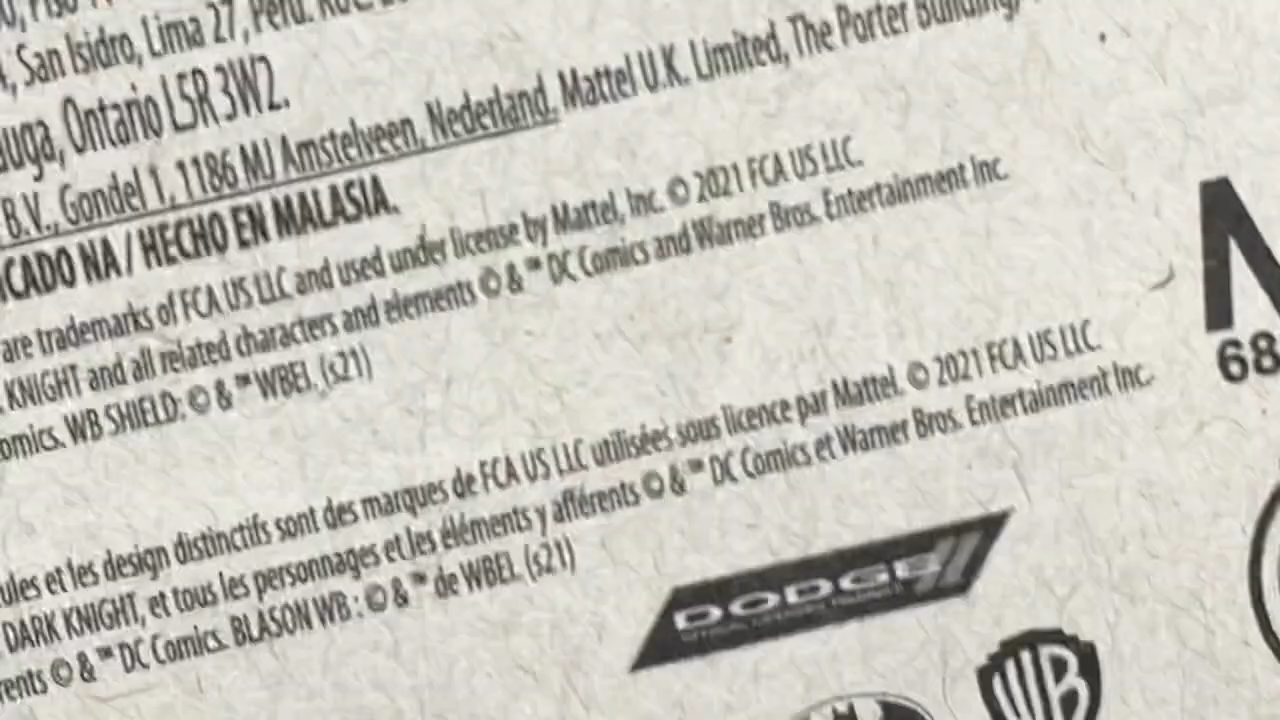 San Isidro, Lima 27, Peru.
Ontario L5R 3W2.
B.V., Gondel 1, 1186 MJ Amstelveen, Nederland. Mattel U.K. Limited, The Porter Building,
CADO NA / HECHO EN MALASIA.
are trademarks of FCA US LLC and used under license by Mattel, Inc. © 2021 FCA US LLC.
KNIGHT and all related characters and elements © & ™ DC Comics and Warner Bros. Entertainment Inc.
omics. WB SHIELD: © & ™ WBEI. (s21)
ules et les design distinctifs sont des marques de FCA US LLC utilisées sous licence par Mattel. © 2021 FCA US LLC.
DARK KNIGHT, et tous les personnages et les éléments y afférents © & ™ DC Comics et Warner Bros. Entertainment Inc.
rents © & ™ DC Comics. BLASON WB : © & ™ de WBEI. (s21)
DODGE
WB
68